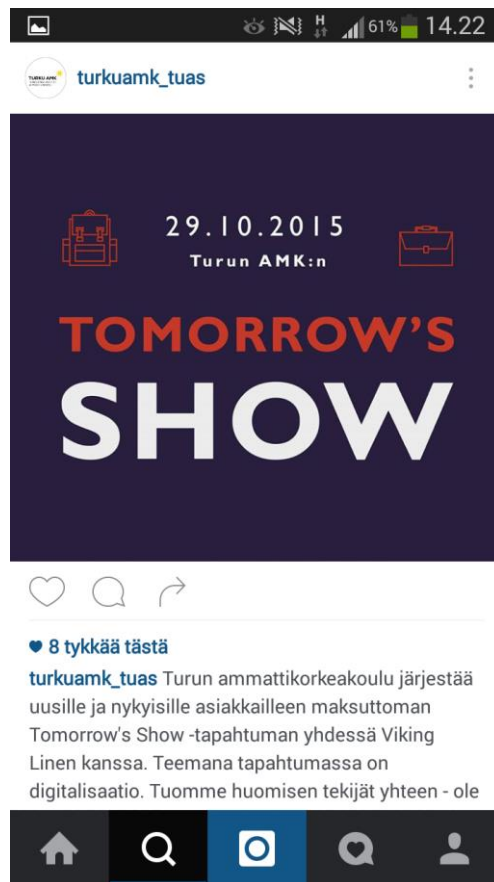 H
61%
14.22
TURKU AMK
turkuamk_tuas
29.10.2015
Turun AMK:n
TOMORROW'S
SHOW
8 tykkää tästä
turkuamk_tuas Turun ammattikorkeakoulu järjestää
uusille ja nykyisille asiakkailleen maksuttoman
Tomorrow's Show -tapahtuman yhdessä Viking
Linen kanssa. Teemana tapahtumassa on
digitalisaatio. Tuomme huomisen tekijät yhteen - ole